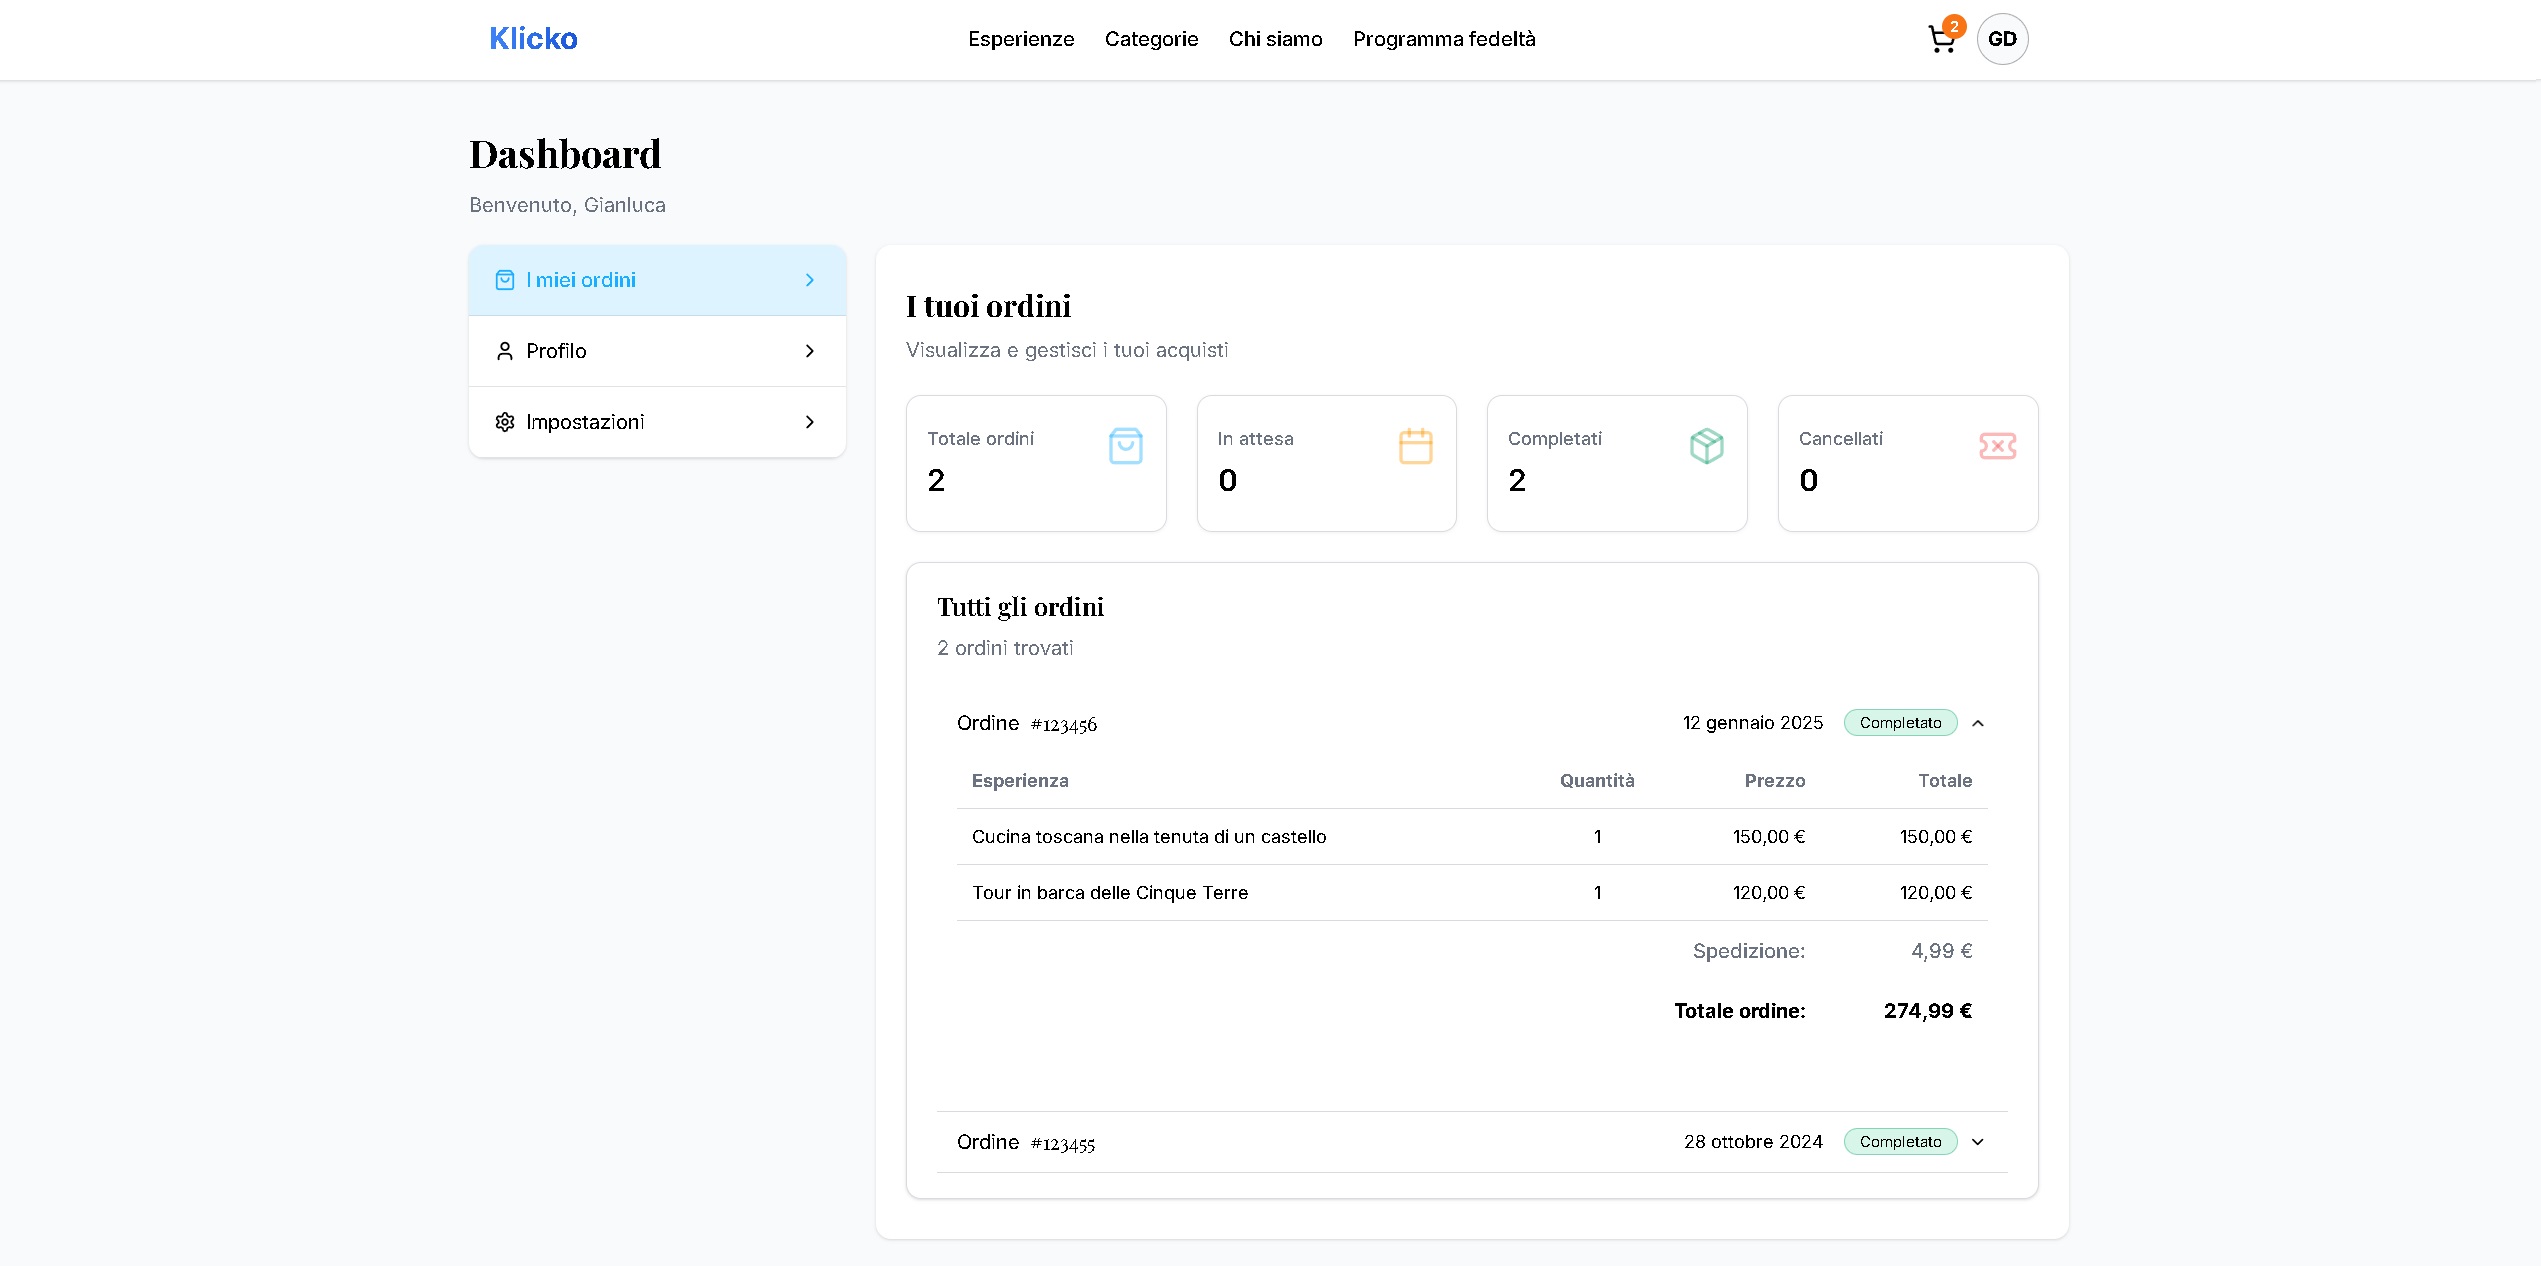 Klicko
Esperienze Categorie Chi siamo Programma fedeltà
2
GD
Dashboard
Benvenuto, Gianluca
I miei ordini
Profilo
Impostazioni
I tuoi ordini
Visualizza e gestisci i tuoi acquisti
Totale ordini
2
In attesa
0
Completati
2
Cancellati
0
Tutti gli ordini
2 ordini trovati
Ordine #123456 12 gennaio 2025 Completato
Esperienza Quantità Prezzo Totale
Cucina toscana nella tenuta di un castello 1 150,00 € 150,00 €
Tour in barca delle Cinque Terre 1 120,00 € 120,00 €
Spedizione: 4,99 €
Totale ordine: 274,99 €
Ordine #123455 28 ottobre 2024 Completato